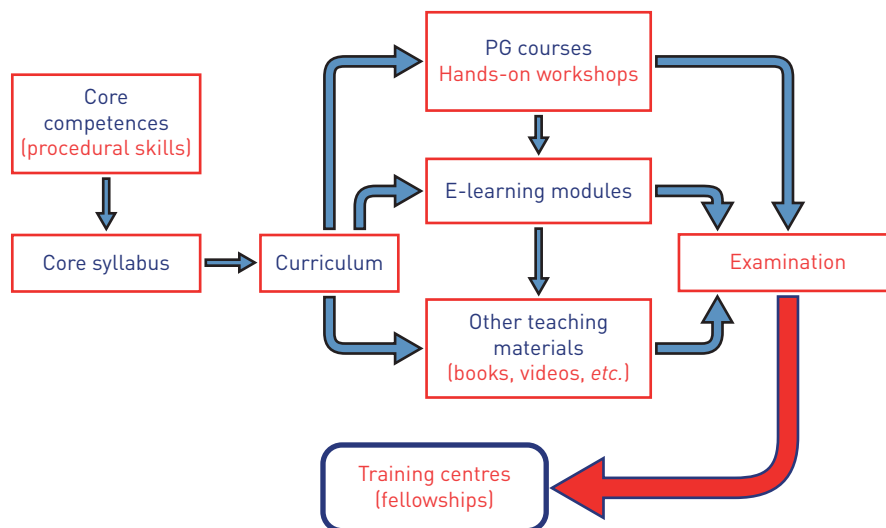 Core
competences
(procedural skills)
Core syllabus
Curriculum
PG courses
Hands-on workshops
E-learning modules
Other teaching
materials
(books, videos, etc.)
Examination
Training centres
(fellowships)